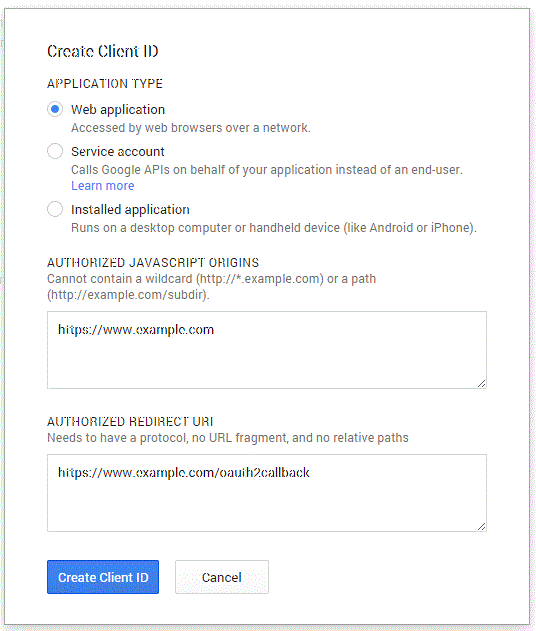 Create Client ID
APPLICATION TYPE
Web application
Accessed by web browsers over a network.
Service account
Calls Google APIs on behalf of your application instead of an end-user.
Learn more
Installed application
Runs on a desktop computer or handheld device (like Android or iPhone).
AUTHORIZED JAVASCRIPT ORIGINS
Cannot contain a wildcard (http://*.example.com) or a path
(http://example.com/subdir).
https://www.example.com
AUTHORIZED REDIRECT URI
Needs to have a protocol, no URL fragment, and no relative paths
https://www.example.com/oauth2callback
Create Client ID Cancel